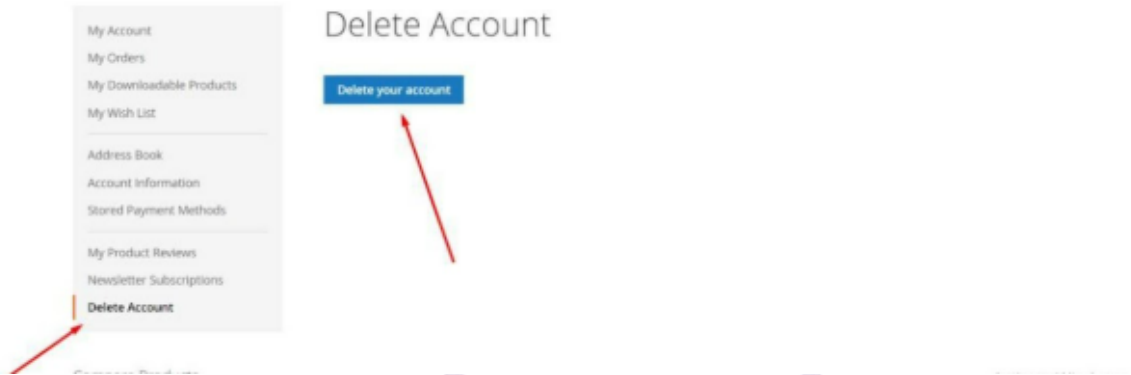 My Account
My Orders
My Downloadable Products
My Wish List
Address Book
Account Information
Stored Payment Methods
My Product Reviews
Newsletter Subscriptions
Delete Account
Delete Account
Delete your account